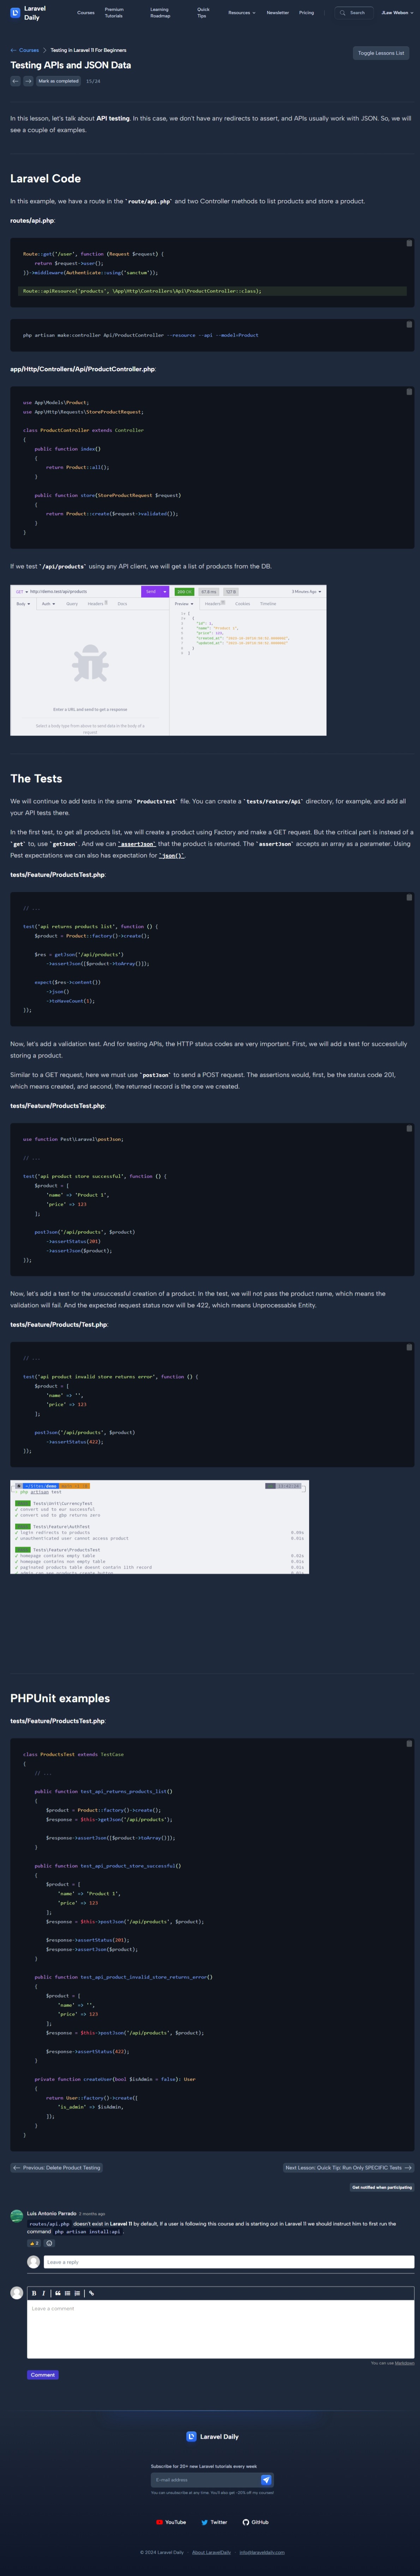 Laravel Daily
Courses
Premium Tutorials
Learning Roadmap
Quick Tips
Resources
Newsletter
Pricing
Search
JLaw Weben
← Courses > Testing in Laravel 11 For Beginners
Testing APIs and JSON Data
Toggle Lessons List
Mark as completed
15/24
In this lesson, let's talk about API testing. In this case, we don't have any redirects to assert, and APIs usually work with JSON. So, we will
see a couple of examples.
Laravel Code
In this example, we have a route in the `route/api.php` and two Controller methods to list products and store a product.
routes/api.php:
Route::get('/user', function (Request $request) {
    return $request->user();
})->middleware(Authenticate::using('sanctum'));
Route::apiResource('products', \App\Http\Controllers\Api\ProductController::class);
php artisan make:controller Api/ProductController --resource --api --model=Product
app/Http/Controllers/Api/ProductController.php:
use App\Models\Product;
use App\Http\Requests\StoreProductRequest;
class ProductController extends Controller
{
    public function index()
    {
        return Product::all();
    }
    public function store(StoreProductRequest $request)
    {
        return Product::create($request->validated());
    }
}
If we test `/api/products` using any API client, we will get a list of products from the DB.
GET http://demo.test/api/products
Send
200 OK
67.8 ms
127 B
3 Minutes Ago
Body
Auth
Query
Headers
Docs
Preview
Headers
Cookies
Timeline
Enter a URL and send to get a response
Select a body type from above to send data in the body of a
request
"id": 1,
"name": "Product 1",
The Tests
We will continue to add tests in the same `ProductsTest` file. You can create a `tests/Feature/Api` directory, for example, and add all
your API tests there.
In the first test, to get all products list, we will create a product using Factory and make a GET request. But the critical part is instead of a
`get` to, use `getJson`. And we can `assertJson` that the product is returned. The `assertJson` accepts an array as a parameter. Using
Pest expectations we can also has expectation for `json()`.
tests/Feature/ProductsTest.php:
// ...
test('api returns products list', function () {
    $product = Product::factory()->create();
    $res = getJson('/api/products')
        ->assertJson([$product->toArray()]);
    expect($res->content())
        ->json()
        ->toHaveCount(1);
});
Now, let's add a validation test. And for testing APIs, the HTTP status codes are very important. First, we will add a test for successfully
storing a product.
Similar to a GET request, here we must use `postJson` to send a POST request. The assertions would, first, be the status code 201,
which means created, and second, the returned record is the one we created.
tests/Feature/ProductsTest.php:
use function Pest\Laravel\postJson;
// ...
test('api product store successful', function () {
    $product = [
        'name' => 'Product 1',
        'price' => 123
    ];
    postJson('/api/products', $product)
        ->assertStatus(201)
        ->assertJson($product);
});
Now, let's add a test for the unsuccessful creation of a product. In the test, we will not pass the product name, which means the
validation will fail. And the expected request status now will be 422, which means Unprocessable Entity.
tests/Feature/Products/Test.php:
// ...
test('api product invalid store returns error', function () {
    $product = [
        'name' => '',
        'price' => 123
    ];
    postJson('/api/products', $product)
        ->assertStatus(422);
});
php artisan test
Tests\Unit\CurrencyTest
✓ convert usd to eur successful
✓ convert usd to gbp returns zero
Tests\Feature\AuthTest
✓ login redirects to products
✓ unauthenticated user cannot access product
Tests\Feature\ProductsTest
✓ homepage contains empty table
✓ homepage contains non empty table
✓ paginated products table doesnt contain 11th record
PHPUnit examples
tests/Feature/ProductsTest.php:
class ProductsTest extends TestCase
{
    // ...
    public function test_api_returns_products_list()
    {
        $product = Product::factory()->create();
        $response = $this->getJson('/api/products');
        $response->assertJson([$product->toArray()]);
    }
    public function test_api_product_store_successful()
    {
        $product = [
            'name' => 'Product 1',
            'price' => 123
        ];
        $response = $this->postJson('/api/products', $product);
        $response->assertStatus(201);
        $response->assertJson($product);
    }
    public function test_api_product_invalid_store_returns_error()
    {
        $product = [
            'name' => '',
            'price' => 123
        ];
        $response = $this->postJson('/api/products', $product);
        $response->assertStatus(422);
    }
    private function createUser(bool $isAdmin = false): User
    {
        return User::factory()->create([
            'is_admin' => $isAdmin,
        ]);
    }
}
← Previous: Delete Product Testing
Next Lesson: Quick Tip: Run Only SPECIFIC Tests →
Get notified when participating
Luis Antonio Parrado 3 months ago
routes/api.php doesn't exist in Laravel 11 by default, If a user is following this course and is starting out in Laravel 11 we should instruct him to first run the
command php artisan install:api
👍 2
Leave a reply
Leave a comment
You can use Markdown
Comment
Laravel Daily
Subscribe for 20+ new Laravel tutorials every week
E-mail address
You can unsubscribe at any time. You'll also get -20% off my courses!
YouTube
Twitter
GitHub
© 2024 Laravel Daily · About LaravelDaily · info@laraveldaily.com